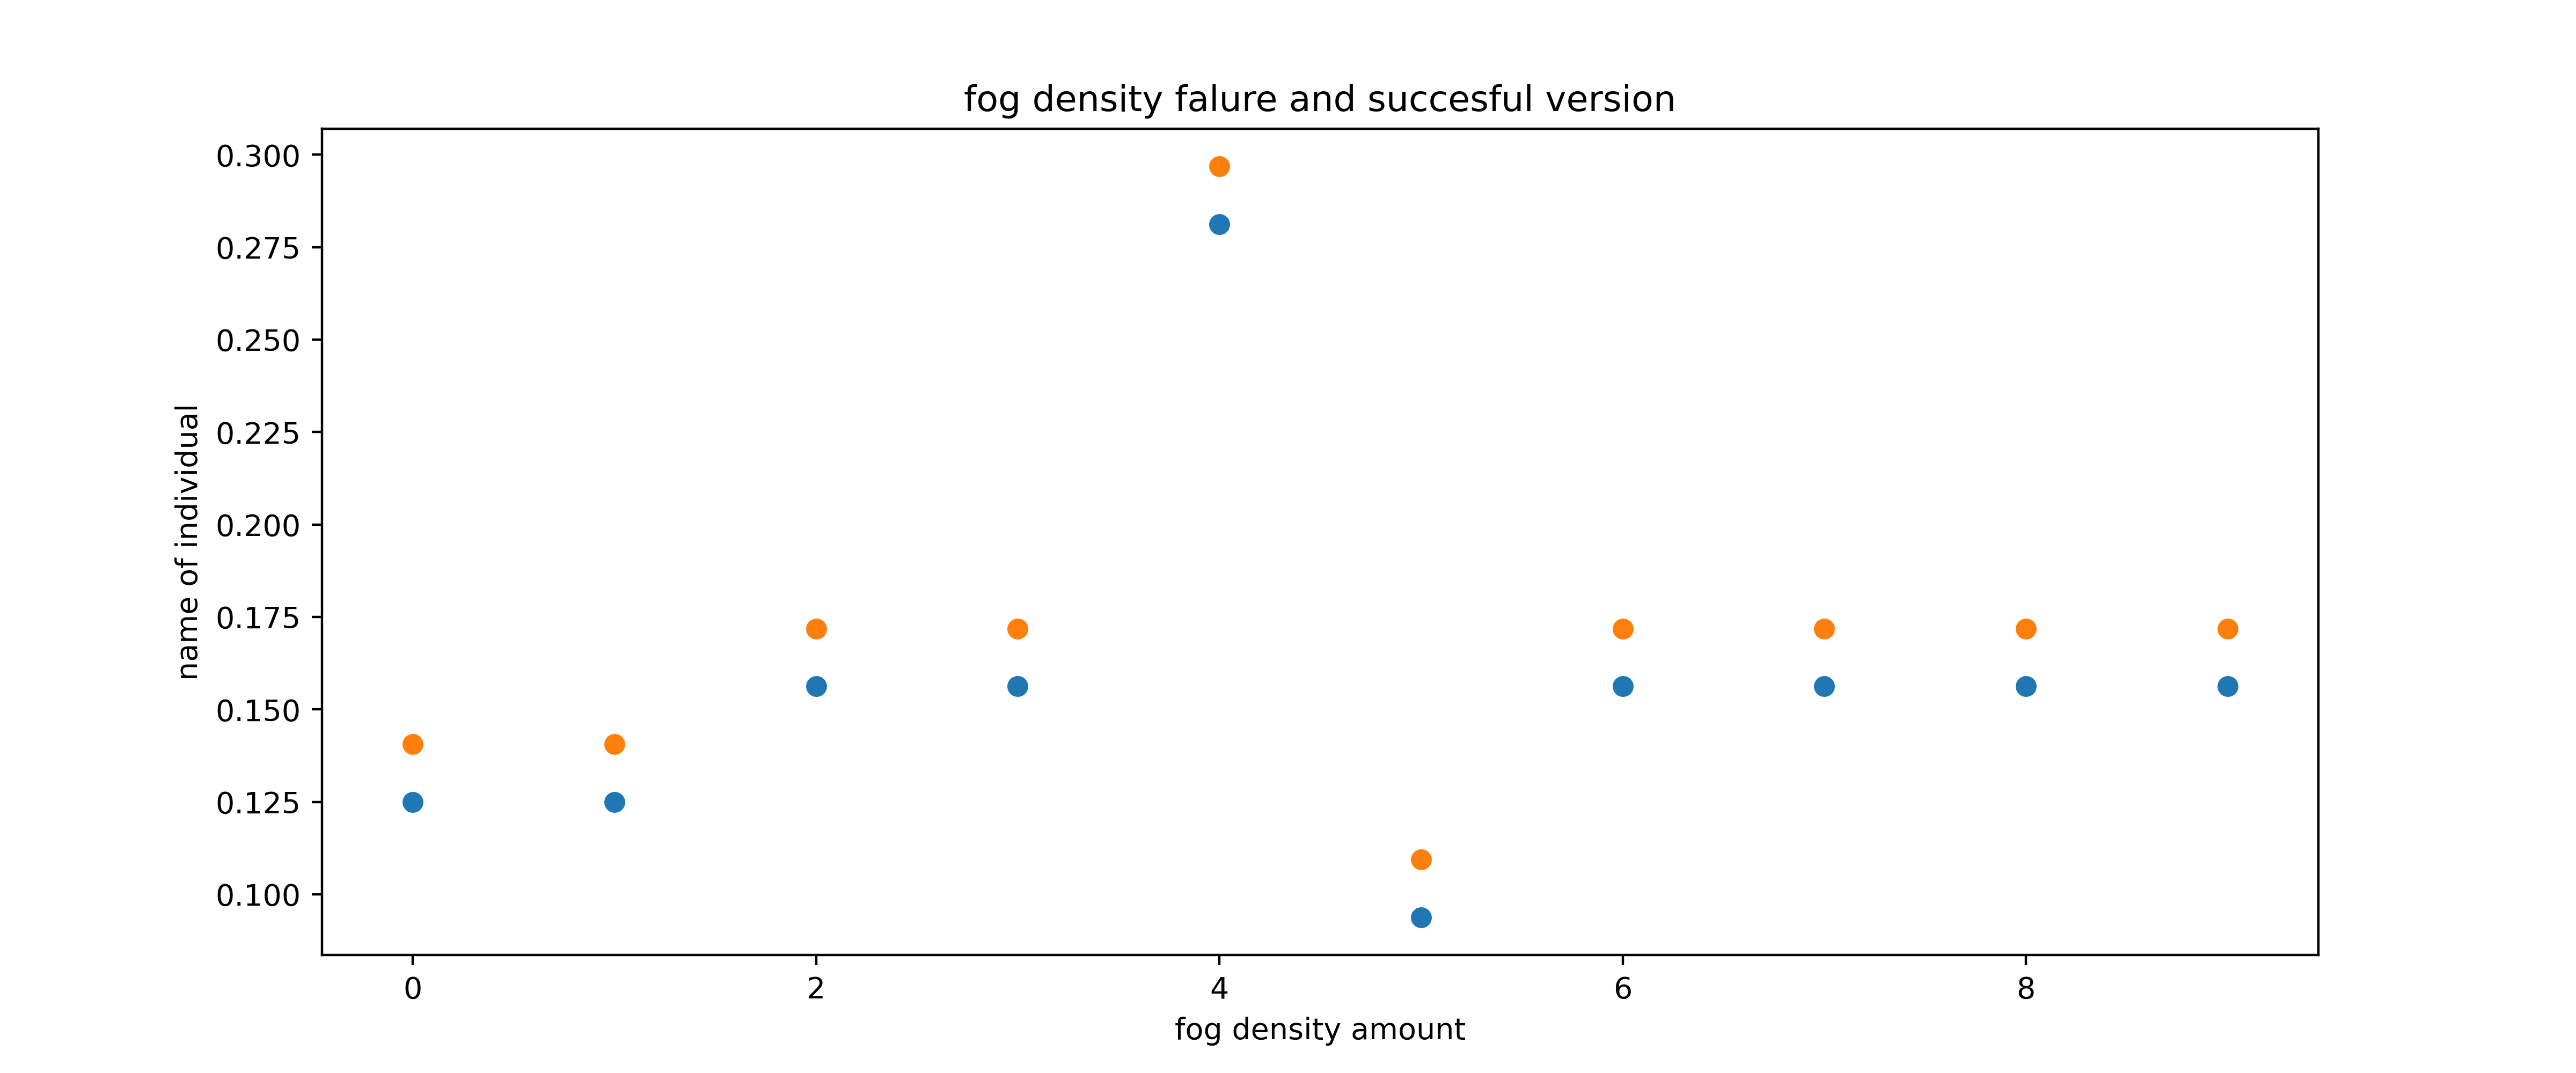 fog density falure and succesful version
0.300
0.275
0.250
0.225
0.200
0.175
0.150
0.125
0.100
name of individual
0 2 4 6 8
fog density amount